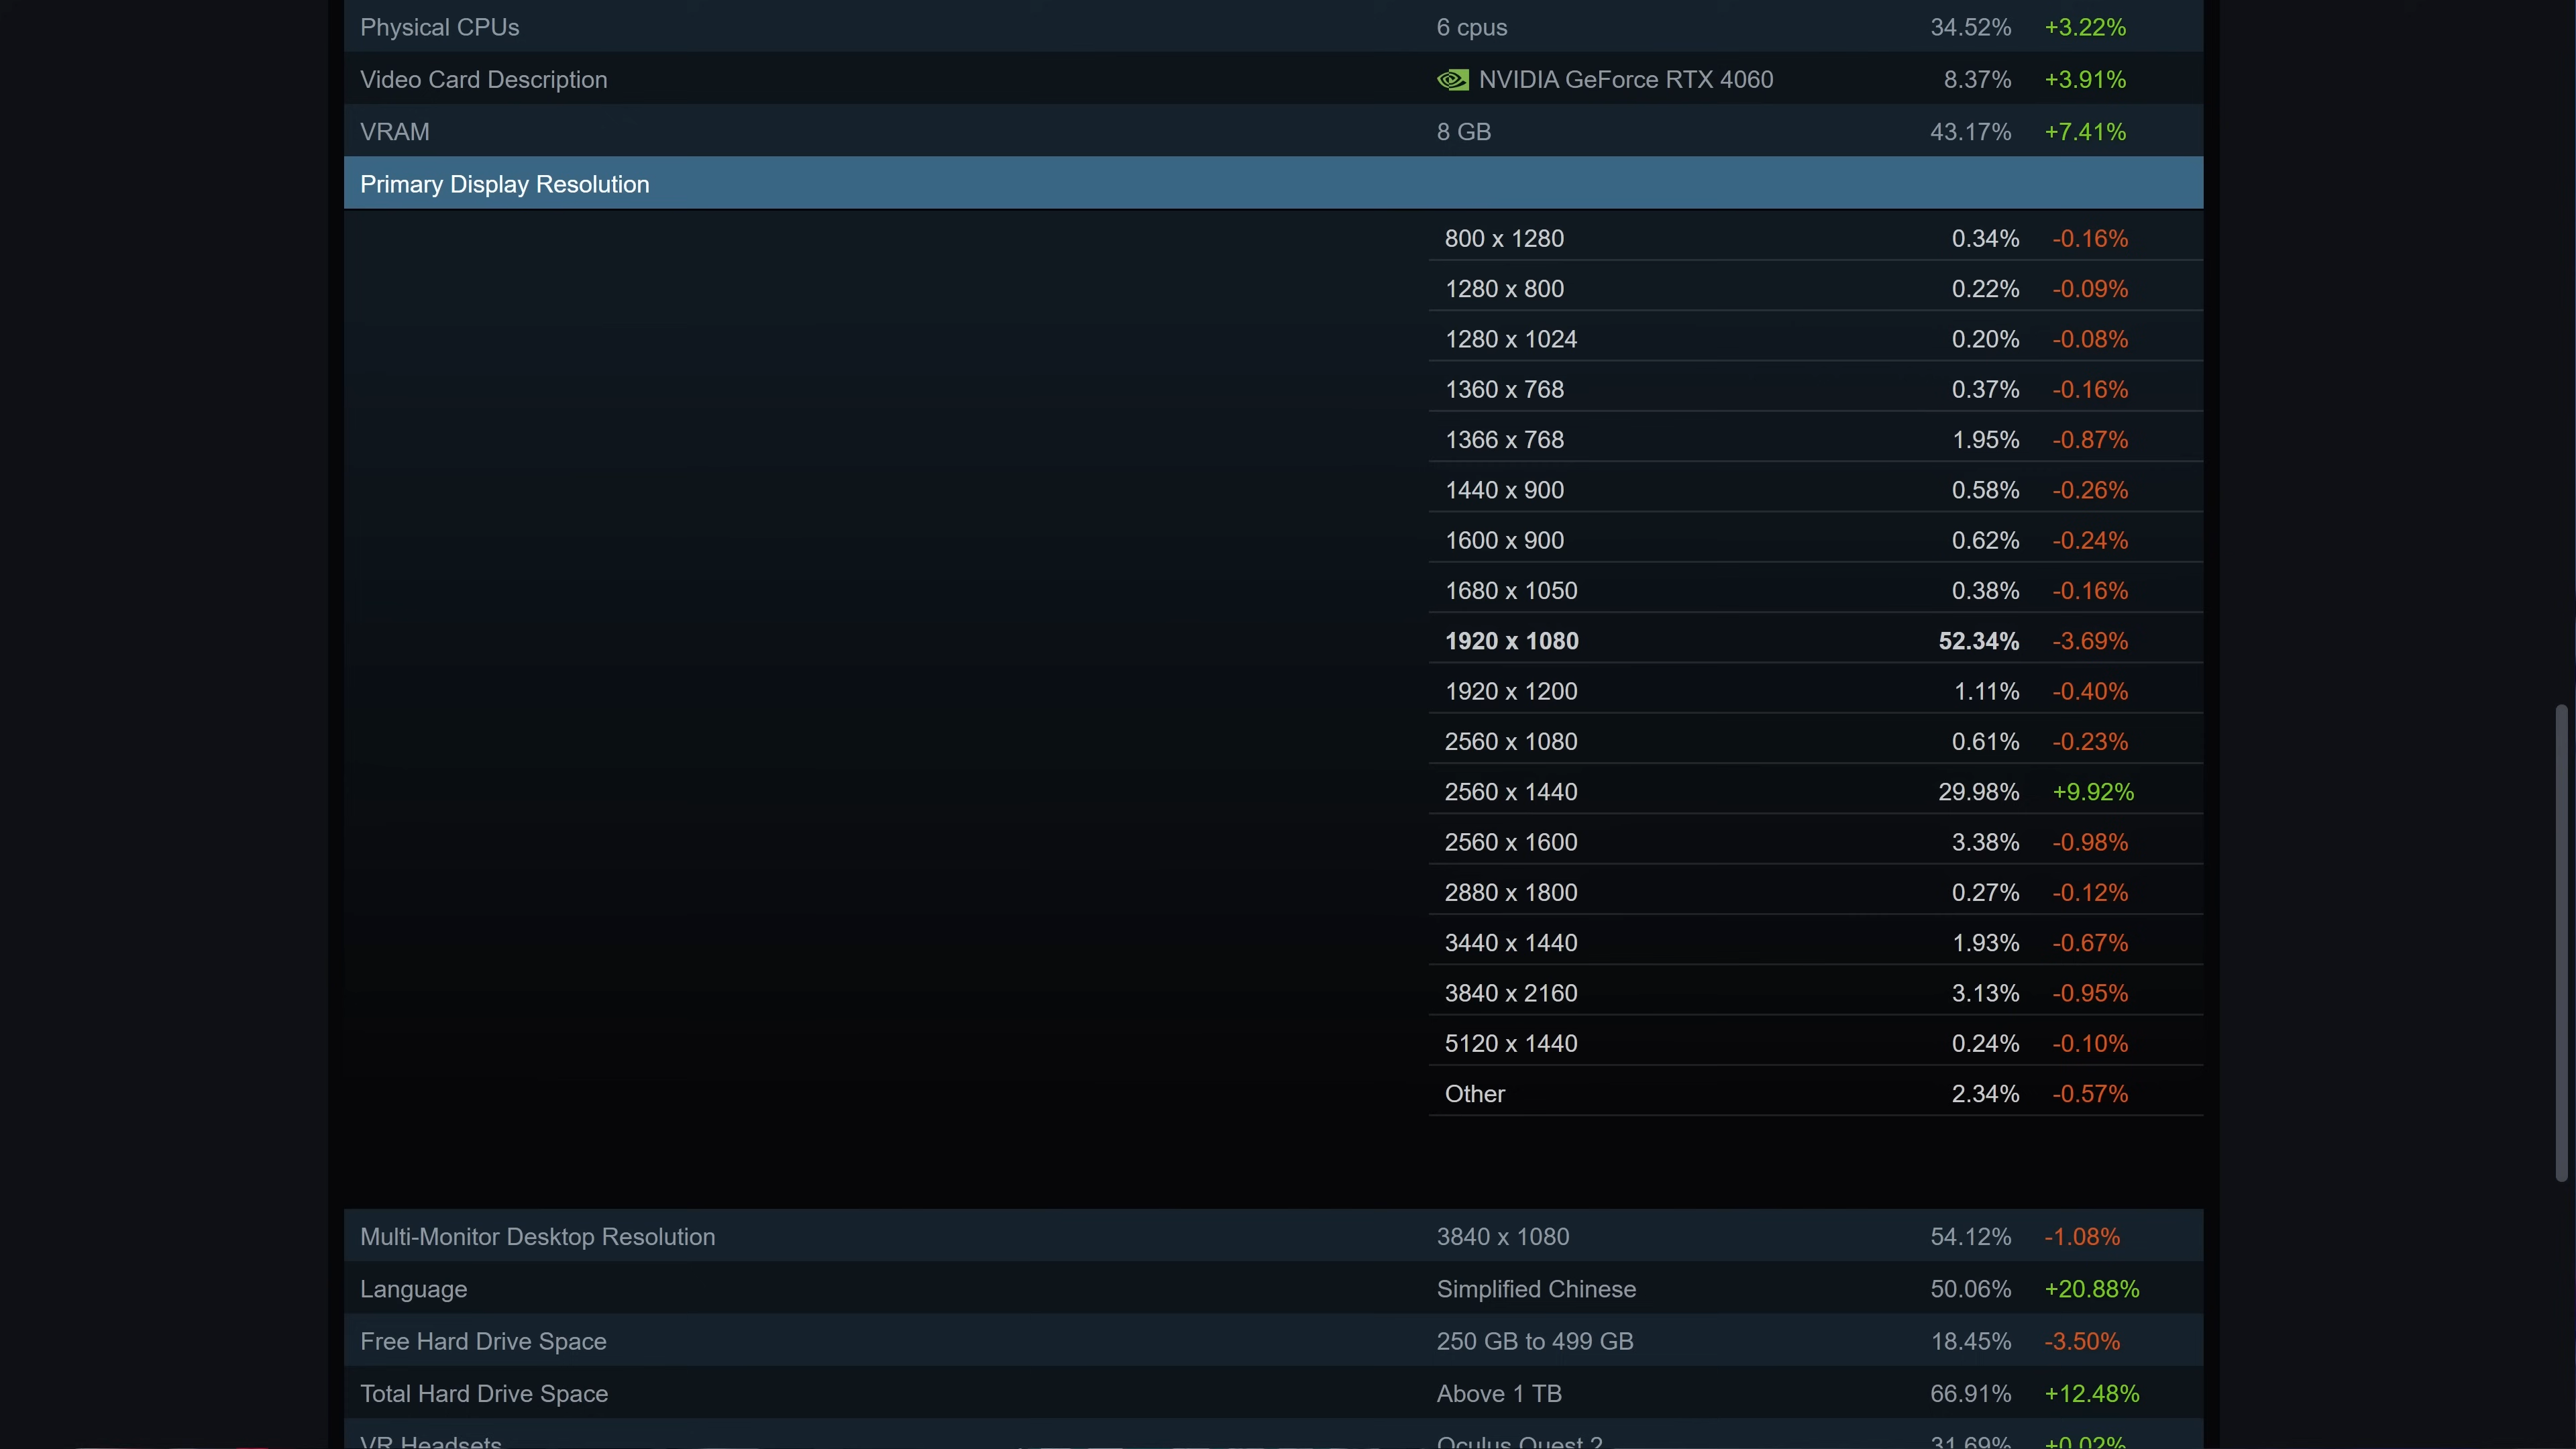 Physical CPUs 6 cpus 34.52% +3.22%
Video Card Description NVIDIA GeForce RTX 4060 8.37% +3.91%
VRAM 8 GB 43.17% +7.41%
Primary Display Resolution
800 x 1280 0.34% -0.16%
1280 x 800 0.22% -0.09%
1280 x 1024 0.20% -0.08%
1360 x 768 0.37% -0.16%
1366 x 768 1.95% -0.87%
1440 x 900 0.58% -0.26%
1600 x 900 0.62% -0.24%
1680 x 1050 0.38% -0.16%
1920 x 1080 52.34% -3.69%
1920 x 1200 1.11% -0.40%
2560 x 1080 0.61% -0.23%
2560 x 1440 29.98% +9.92%
2560 x 1600 3.38% -0.98%
2880 x 1800 0.27% -0.12%
3440 x 1440 1.93% -0.67%
3840 x 2160 3.13% -0.95%
5120 x 1440 0.24% -0.10%
Other 2.34% -0.57%
Multi-Monitor Desktop Resolution 3840 x 1080 54.12% -1.08%
Language Simplified Chinese 50.06% +20.88%
Free Hard Drive Space 250 GB to 499 GB 18.45% -3.50%
Total Hard Drive Space Above 1 TB 66.91% +12.48%
VR Headsets Oculus Quest 2 31.69% +0.02%